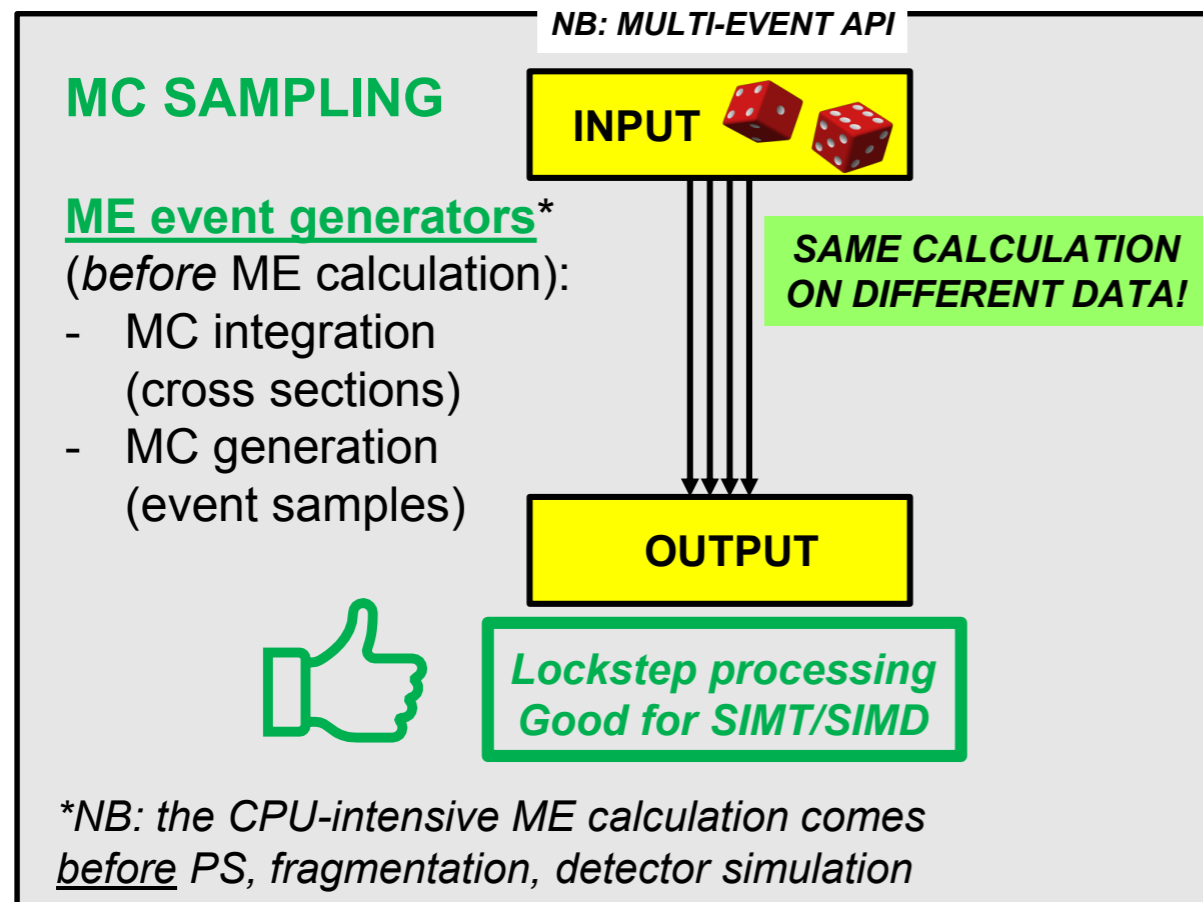 NB: MULTI-EVENT API
MC SAMPLING
INPUT
ME event generators*
(before ME calculation):
- MC integration
(cross sections)
- MC generation
(event samples)
SAME CALCULATION
ON DIFFERENT DATA!
OUTPUT
Lockstep processing
Good for SIMT/SIMD
*NB: the CPU-intensive ME calculation comes
before PS, fragmentation, detector simulation